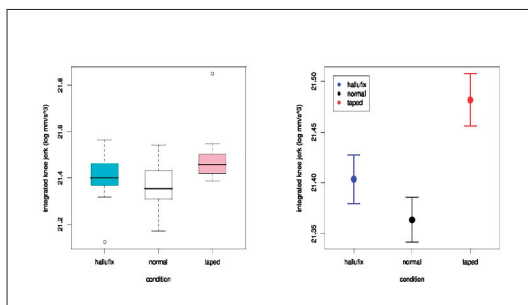 integrated knee jerk (log mm/s^3)
21.8
21.6
21.4
21.2
hallufix
normal
taped
condition
integrated knee jerk (log mm/s^3)
21.50
21.45
21.40
21.35
hallufix
normal
taped
hallufix
normal
taped
condition